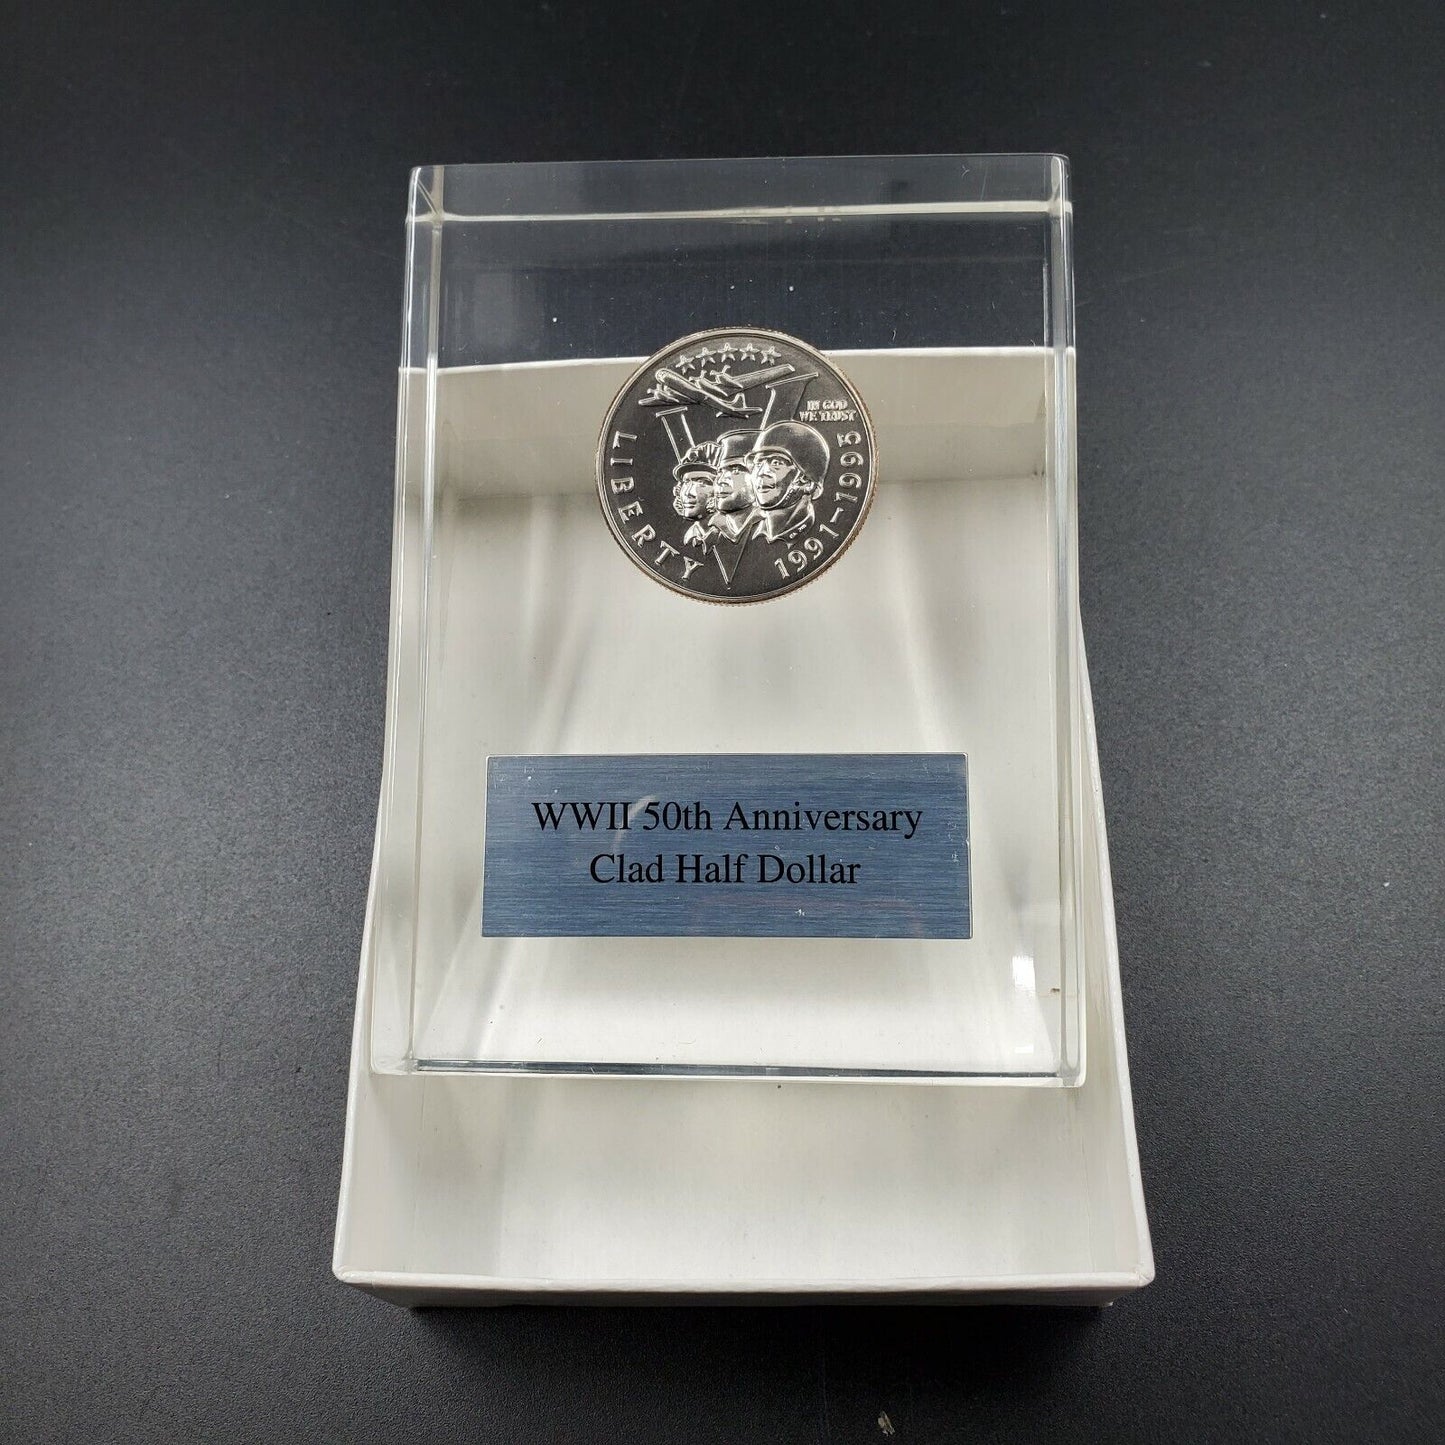 IN GOD
WE TRUST
LIBERTY
1991-1995
WWII 50th Anniversary
Clad Half Dollar